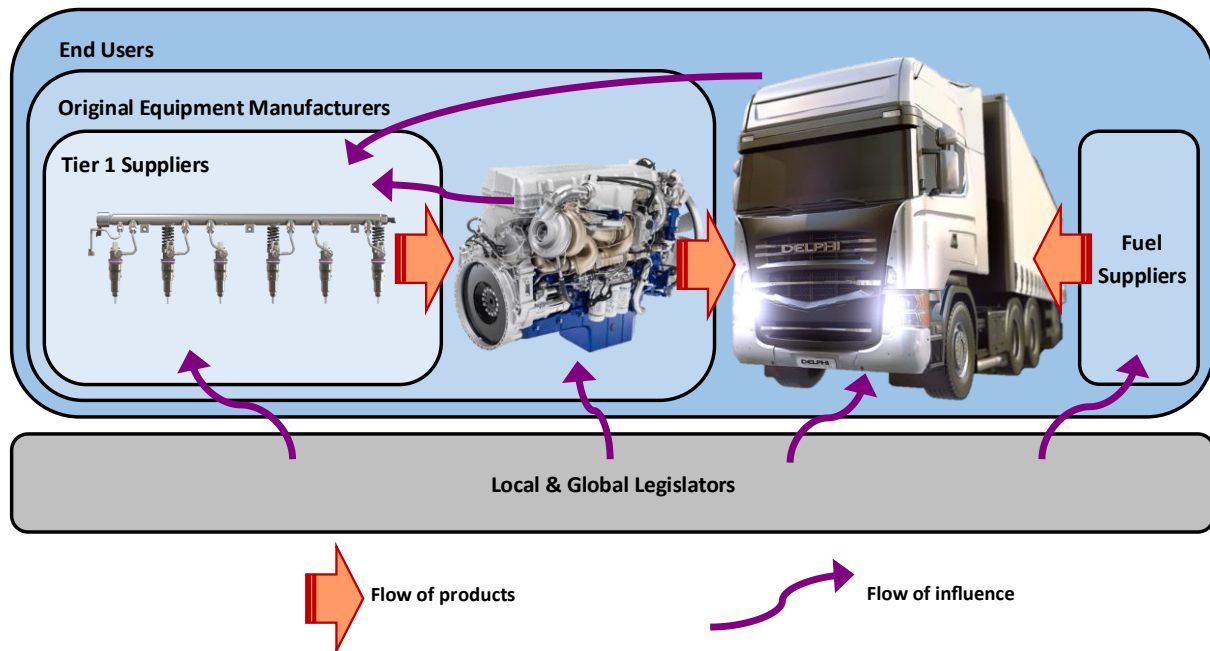 End Users
Original Equipment Manufacturers
Tier 1 Suppliers
DELPHI
DELPHI
Fuel
Suppliers
Local & Global Legislators
Flow of products
Flow of influence